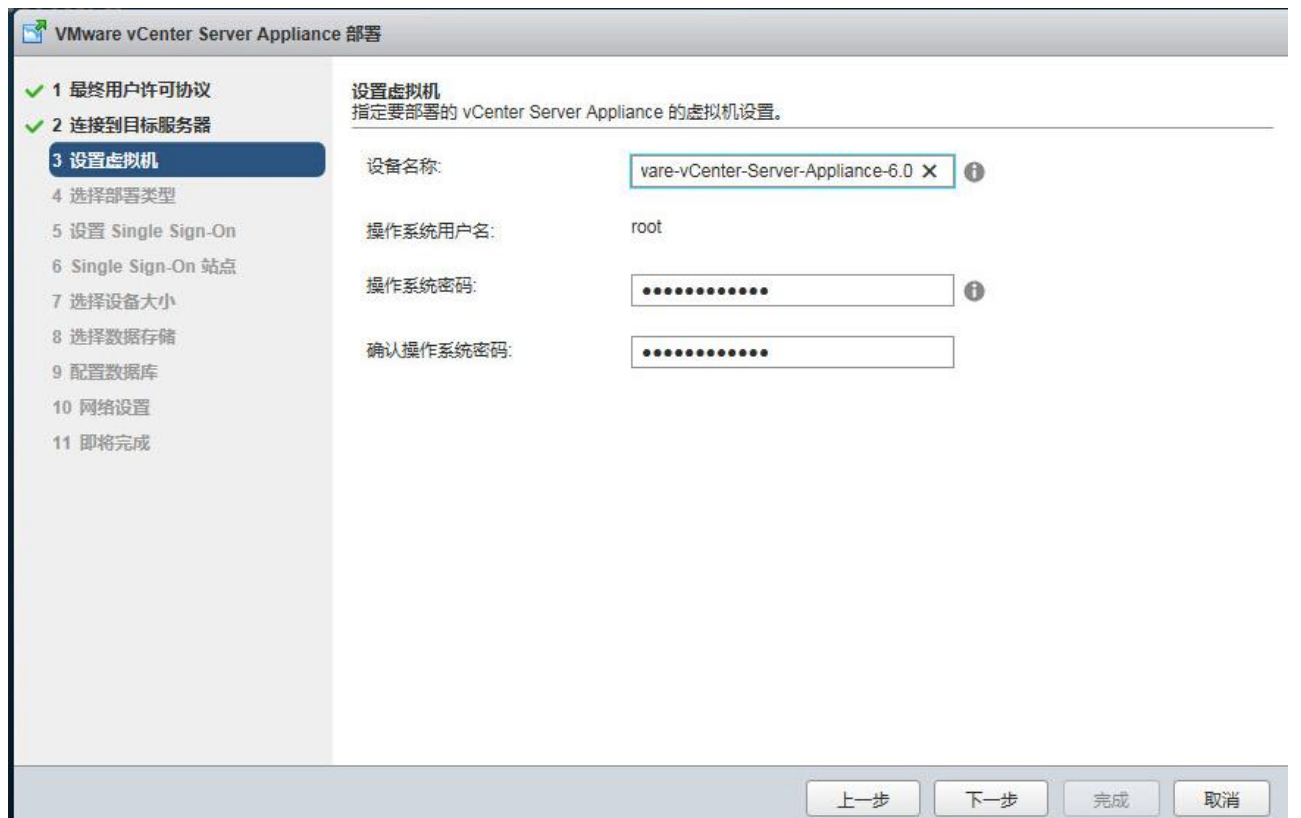 VMware vCenter Server Appliance 部署
1 最终用户许可协议
2 连接到目标服务器
3 设置虚拟机
4 选择部署类型
5 设置 Single Sign-On
6 Single Sign-On 站点
7 选择设备大小
8 选择数据存储
9 配置数据库
10 网络设置
11 即将完成
设置虚拟机
指定要部署的 vCenter Server Appliance 的虚拟机设置。
设备名称:
vare-vCenter-Server-Appliance-6.0
操作系统用户名:
root
操作系统密码:
●●●●●●●●●●●●
确认操作系统密码:
●●●●●●●●●●●●
上一步
下一步
完成
取消